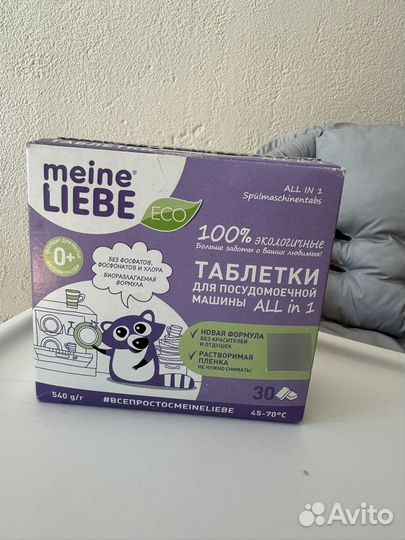 meine®
LIEBE
ECO
ALL IN 1
Spülmaschinentabs
100% экологичные
Больше заботы о ваших любимых!
0+
БЕЗ ФОСФАТОВ,
ФОСФОНАТОВ И ХЛОРА
БИОРАЗЛАГАЕМАЯ
ФОРМУЛА
ТАБЛЕТКИ
ДЛЯ ПОСУДОМОЕЧНОЙ
МАШИНЫ ALL in 1
НОВАЯ ФОРМУЛА
БЕЗ КРАСИТЕЛЕЙ
И ОТДУШЕК
РАСТВОРИМАЯ
ПЛЕНКА
НЕ НУЖНО СНИМАТЬ!
30
540 g/г
#ВСЕПРОСТОСMEINELIEBE
45-70°C
Avito